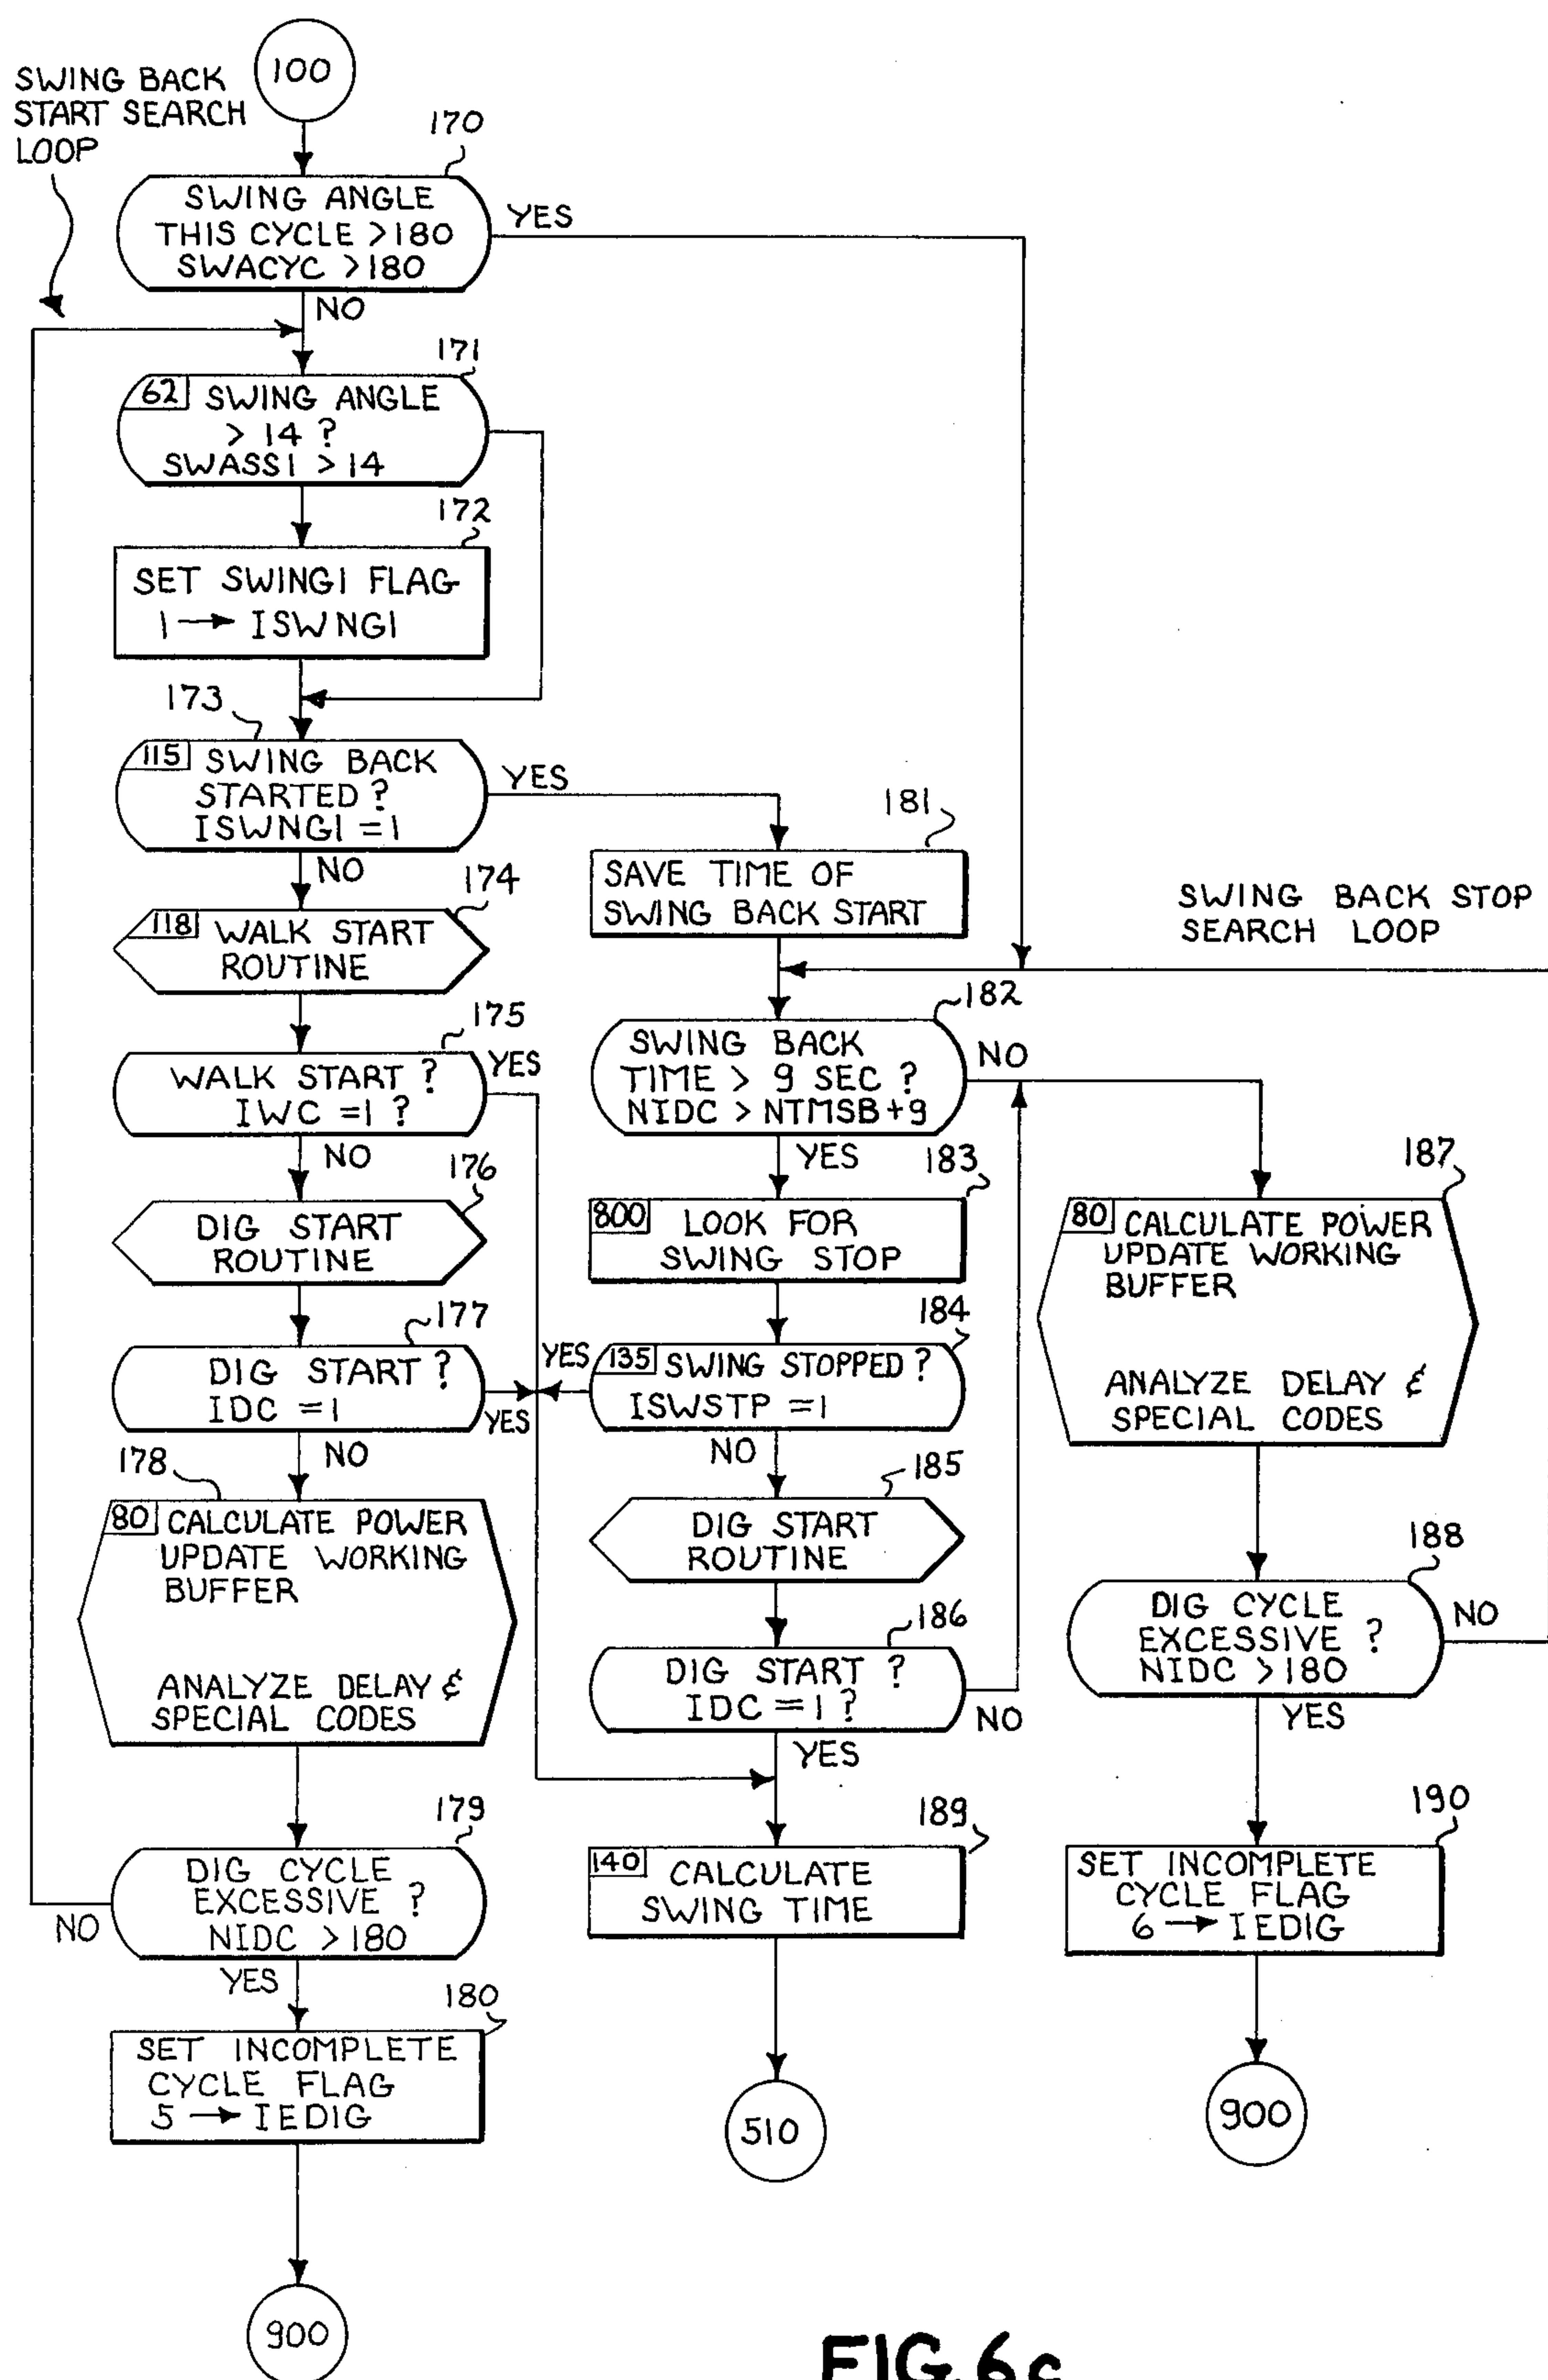 100
SWING BACK
START SEARCH
LOOP
170
SWING ANGLE
THIS CYCLE >180
SWACYC >180
YES
NO
171
62 SWING ANGLE
> 14 ?
SWASS1 > 14
172
SET SWING1 FLAG
1 → ISWNG1
173
115 SWING BACK
STARTED ?
ISWNG1 = 1
YES
NO
174
118 WALK START
ROUTINE
175
WALK START ?
IWC = 1 ?
YES
NO
176
DIG START
ROUTINE
177
DIG START ?
IDC = 1
YES
NO
178
80 CALCULATE POWER
UPDATE WORKING
BUFFER
ANALYZE DELAY &
SPECIAL CODES
179
DIG CYCLE
EXCESSIVE ?
NIDC > 180
NO
YES
180
SET INCOMPLETE
CYCLE FLAG
5 → IEDIG
900
181
SAVE TIME OF
SWING BACK START
SWING BACK STOP
SEARCH LOOP
182
SWING BACK
TIME > 9 SEC ?
NIDC > NTMSB+9
NO
YES
183
800 LOOK FOR
SWING STOP
184
YES
135 SWING STOPPED ?
ISWSTP = 1
NO
185
DIG START
ROUTINE
186
DIG START ?
IDC = 1 ?
NO
YES
189
140 CALCULATE
SWING TIME
510
187
80 CALCULATE POWER
UPDATE WORKING
BUFFER
ANALYZE DELAY &
SPECIAL CODES
188
DIG CYCLE
EXCESSIVE ?
NIDC > 180
NO
YES
190
SET INCOMPLETE
CYCLE FLAG
6 → IEDIG
900
FIG. 6c